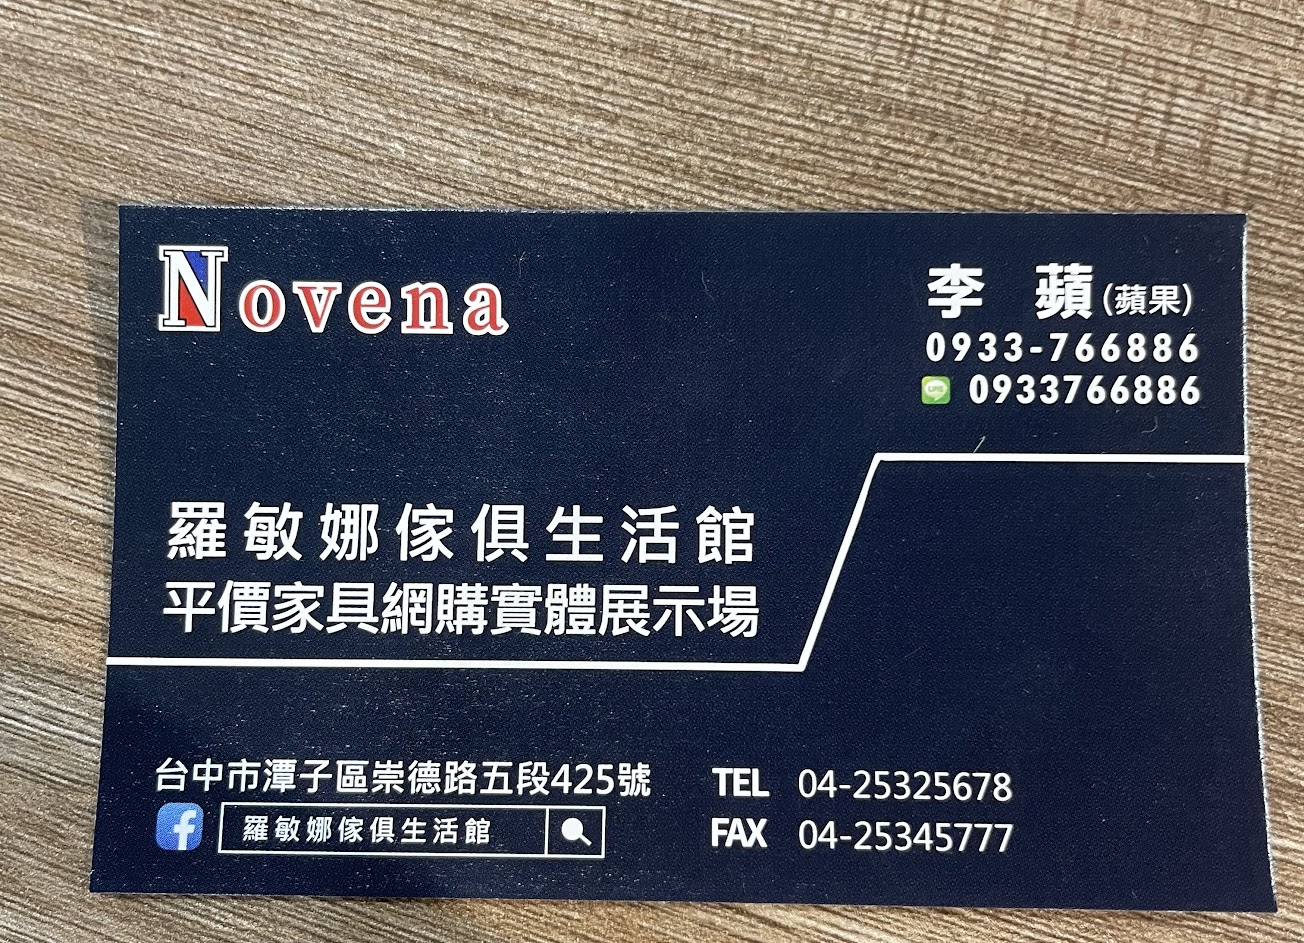 Novena
李 蘋(蘋果)
0933-766886
LINE 0933766886
羅敏娜傢俱生活館
平價家具網購實體展示場
台中市潭子區崇德路五段425號
f 羅敏娜傢俱生活館
TEL 04-25325678
FAX 04-25345777